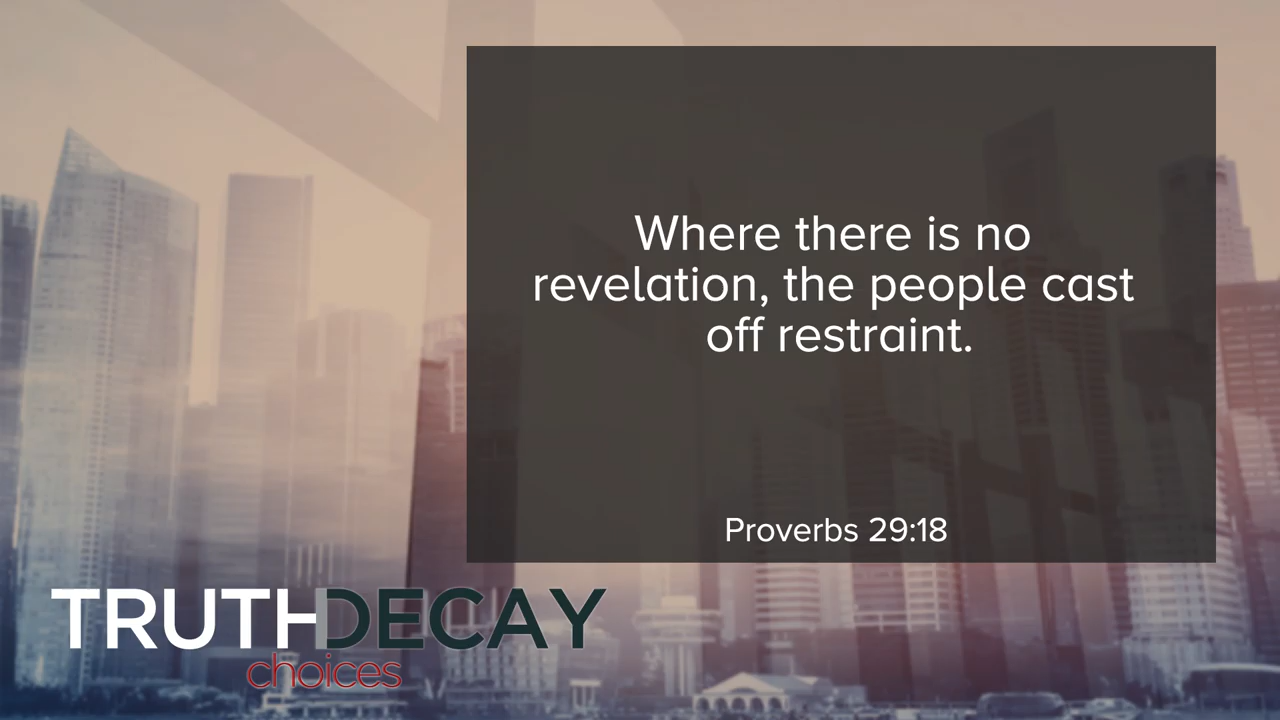 Where there is no
revelation, the people cast
off restraint.
Proverbs 29:18
TRUTHDECAY
choices